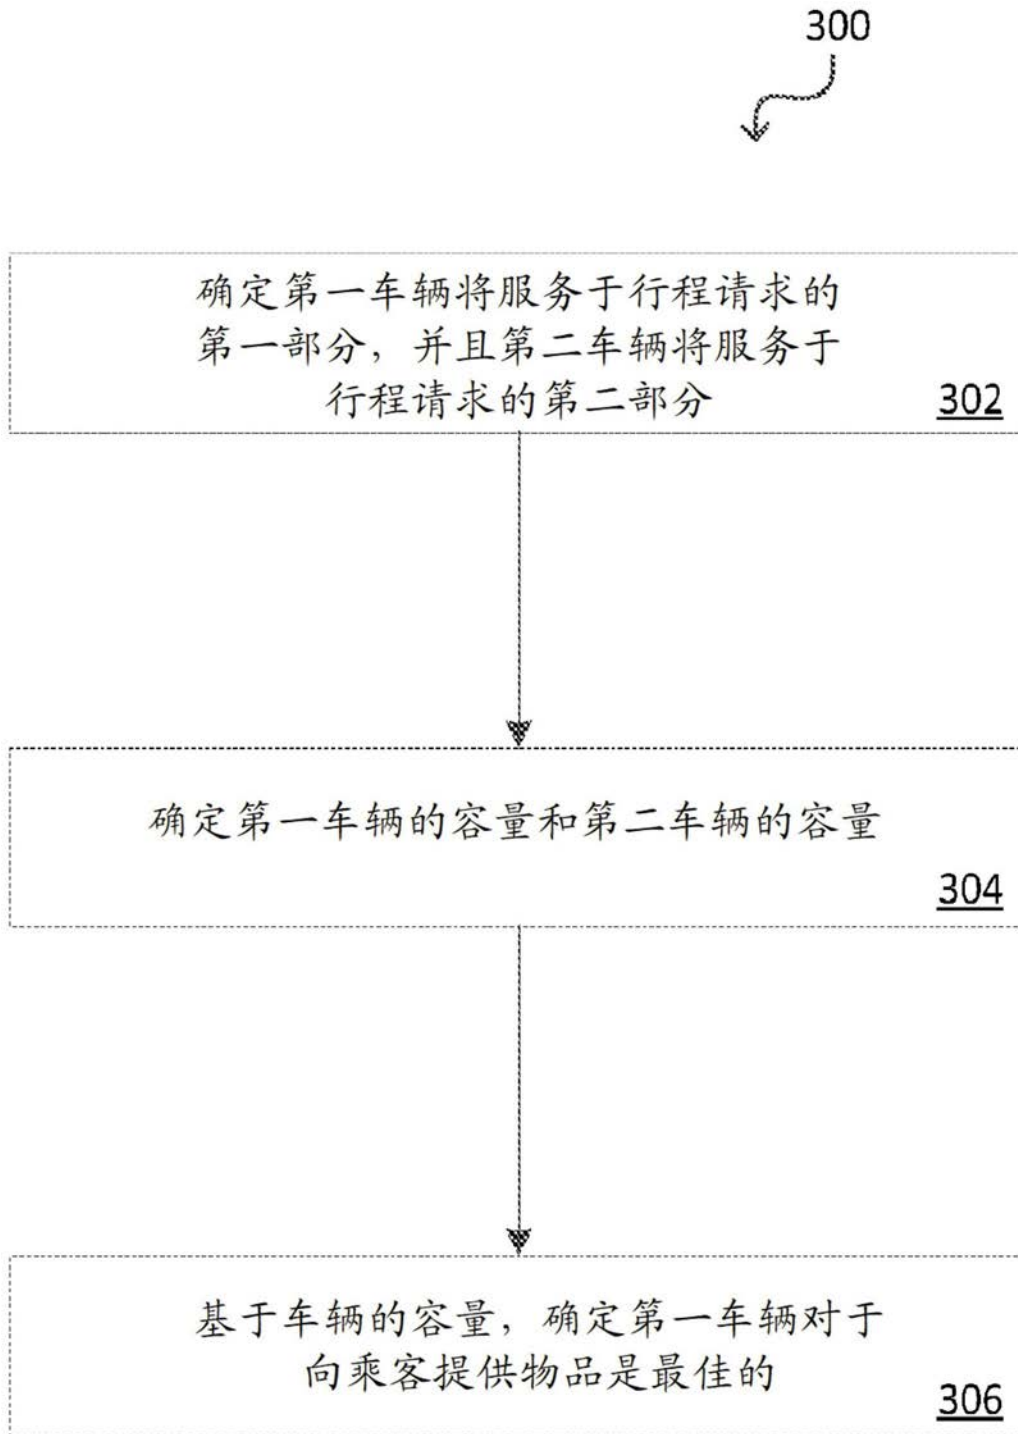 300
确定第一车辆将服务于行程请求的
第一部分，并且第二车辆将服务于
行程请求的第二部分
302
确定第一车辆的容量和第二车辆的容量
304
基于车辆的容量，确定第一车辆对于
向乘客提供物品是最佳的
306